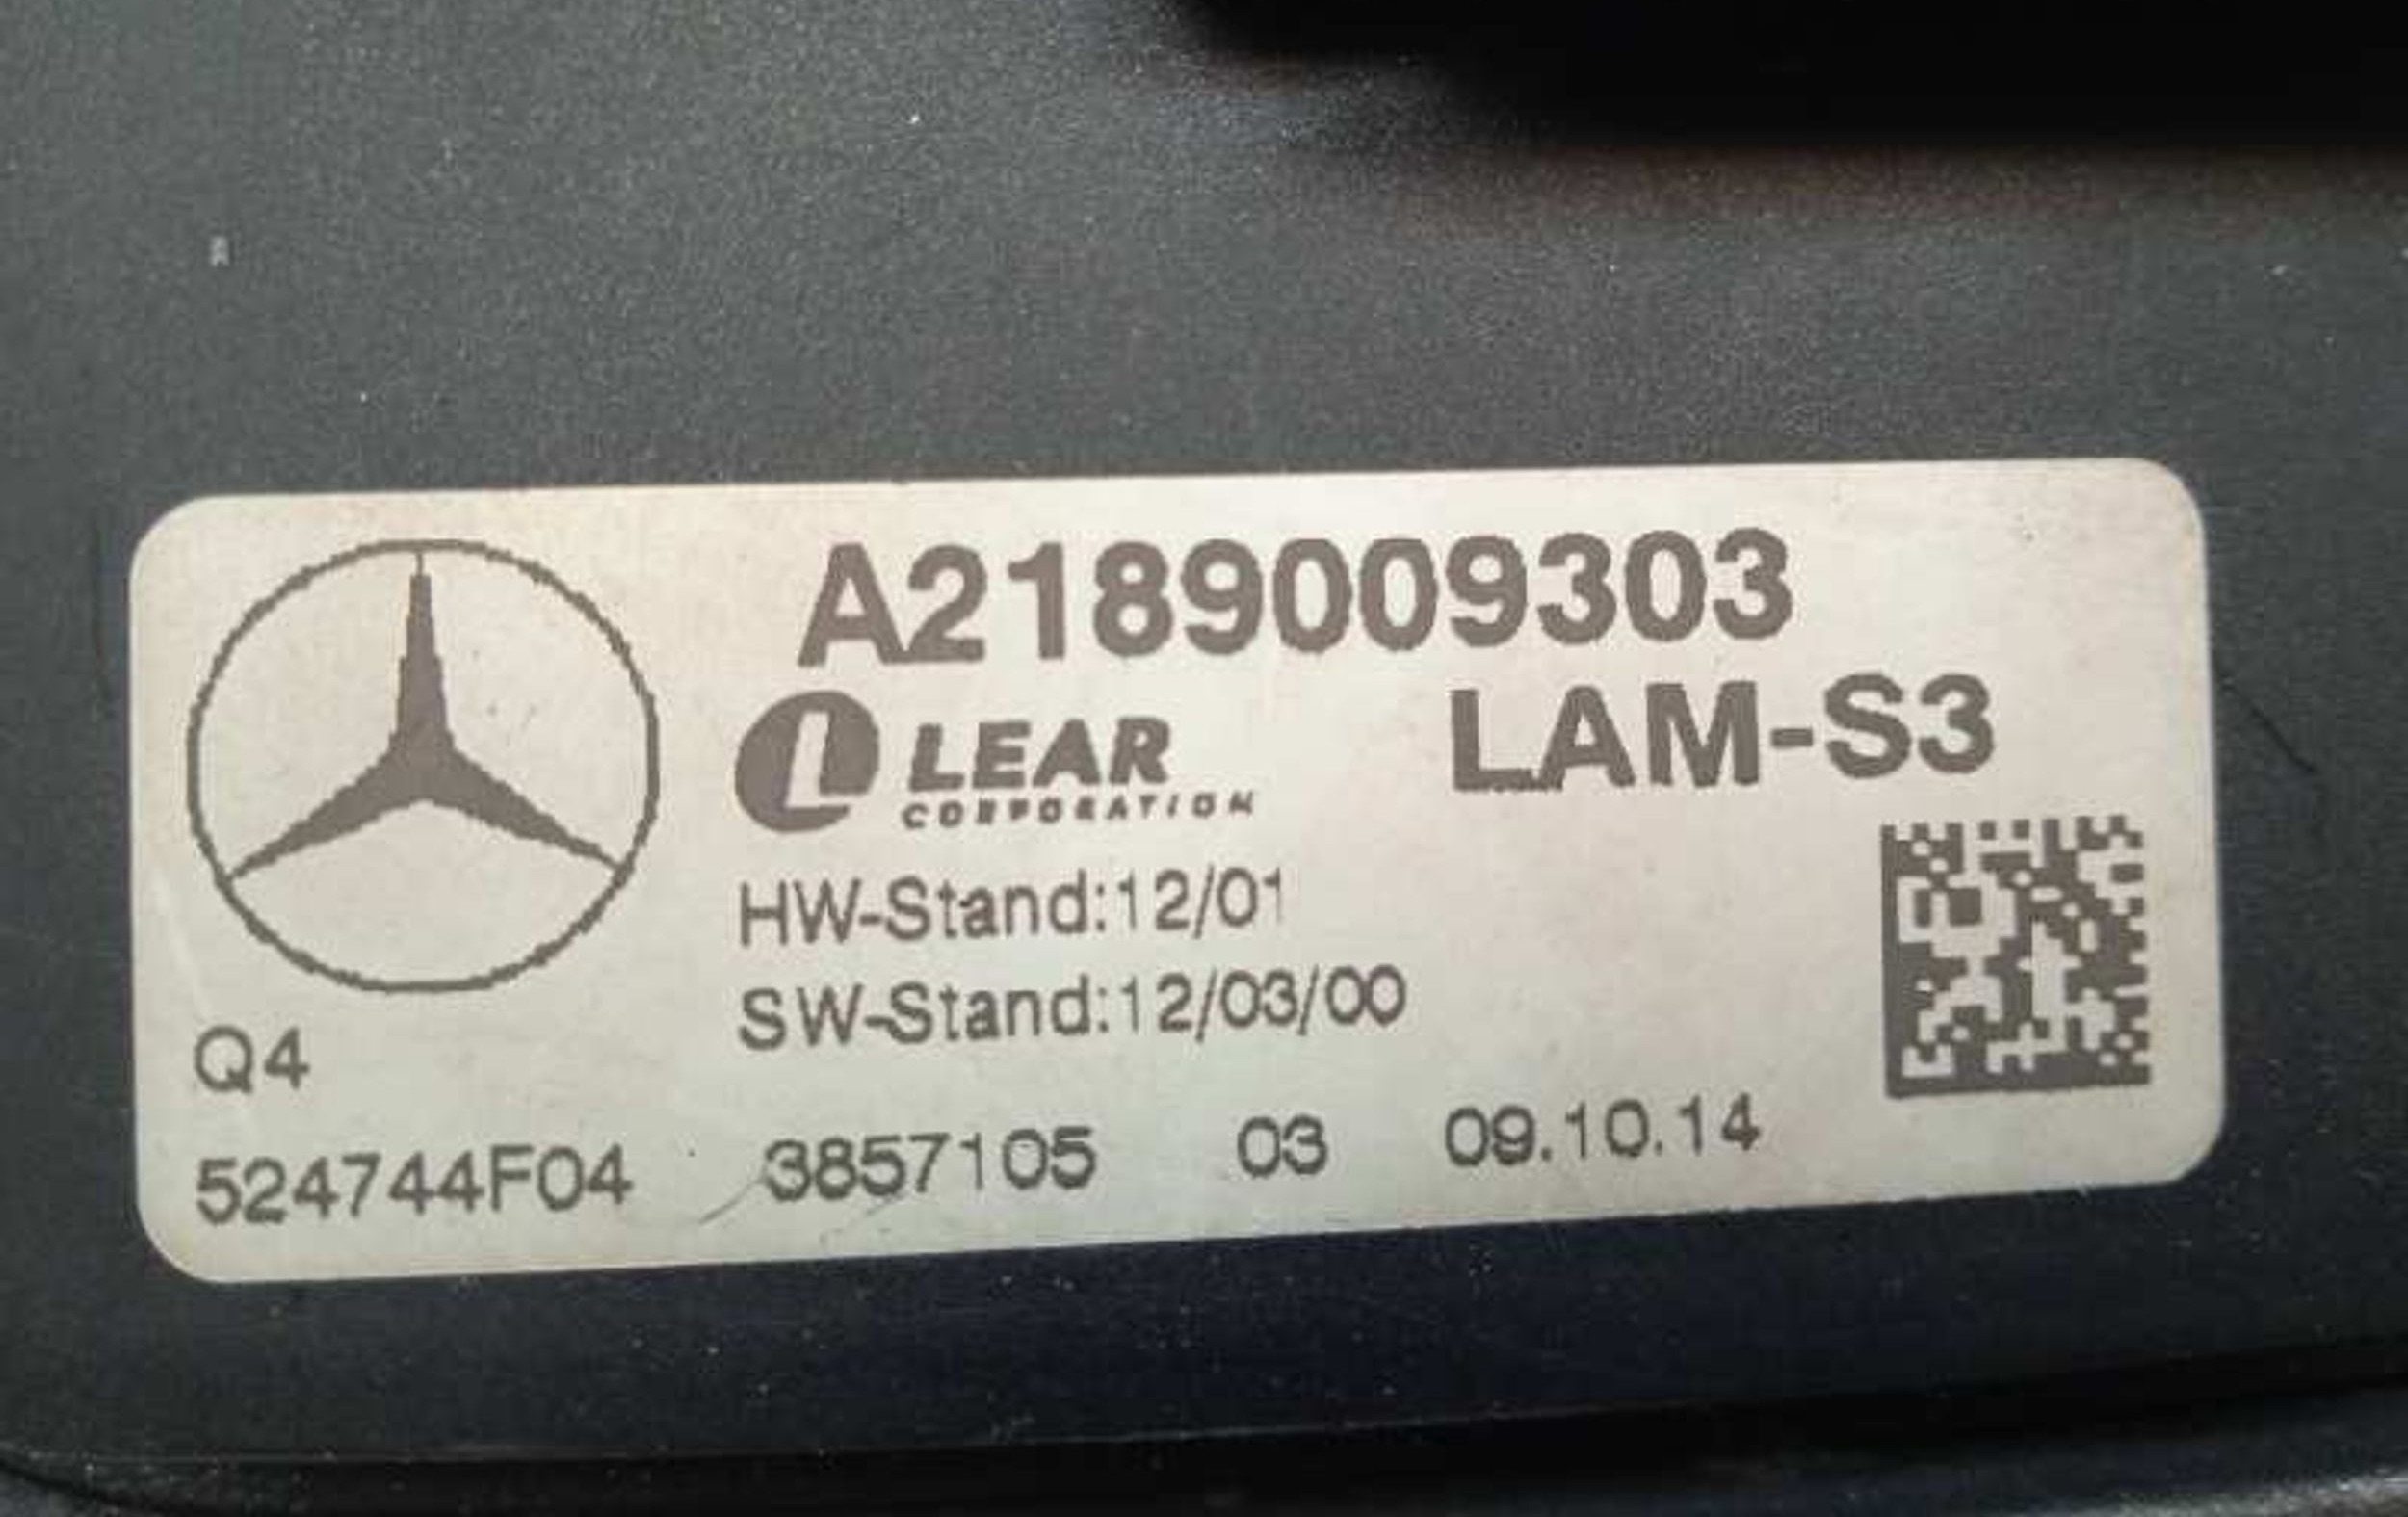 A2189009303
LEAR LAM-S3
CORPORATION
HW-Stand:12/01
SW-Stand:12/03/00
Q4
524744F04 3857105 03 09.10.14